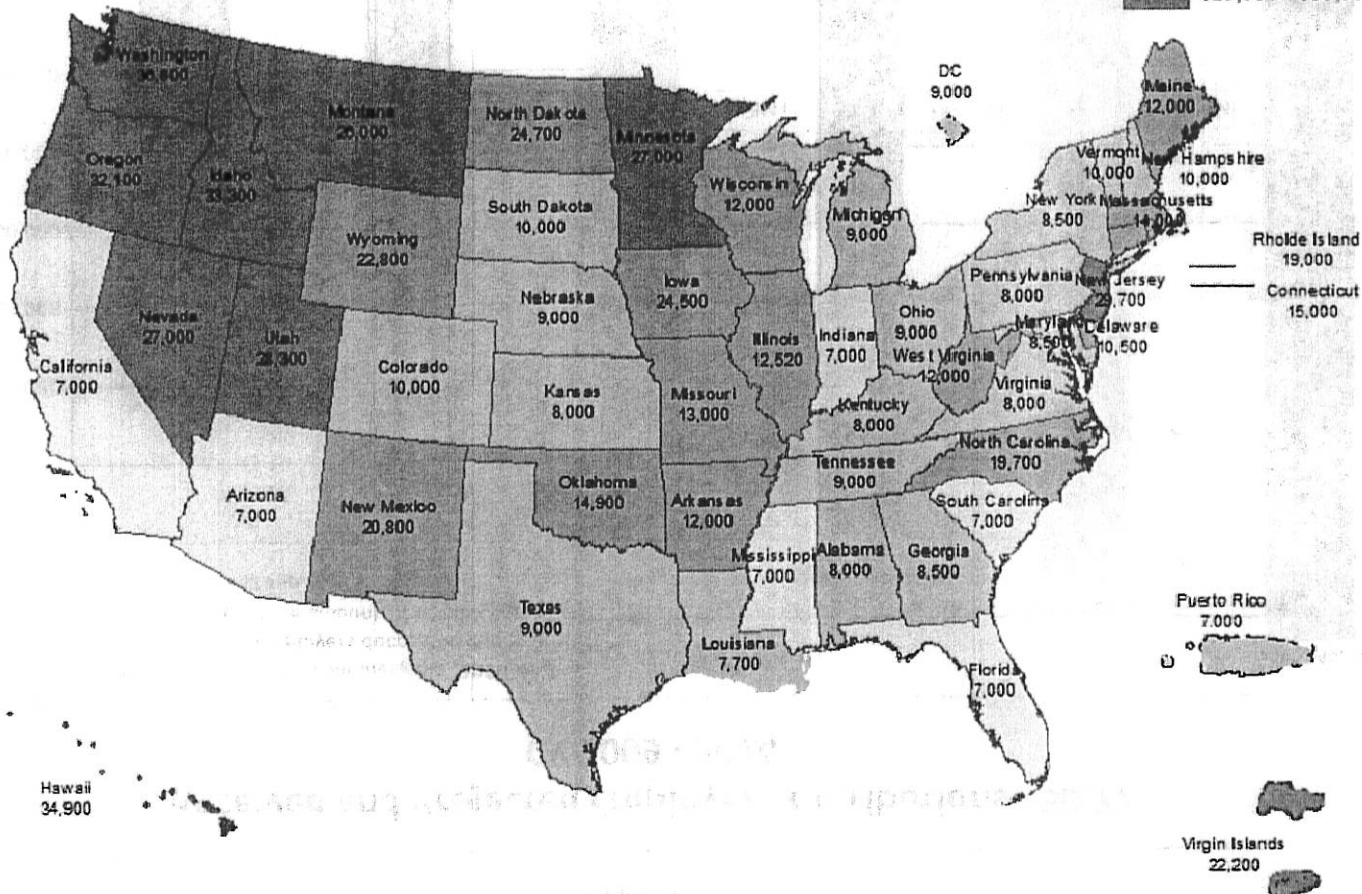 Washington
Montana
26,000
North Dakota
24,700
Minnesota
27,000
DC
9,000
Maine
12,000
Oregon
32,100
Idaho
33,300
Wisconsin
12,000
Michigan
9,000
Vermont
10,000
New Hampshire
10,000
South Dakota
10,000
New York
8,500
Massachusetts
14,000
Wyoming
22,800
Rholde Island
19,000
Connecticut
15,000
Iowa
24,500
Pennsylvania
8,000
New Jersey
29,700
Nebraska
9,000
Nevada
27,000
Utah
28,300
Illinois
12,520
Indiana
7,000
Ohio
9,000
Maryland
8,500
Delaware
10,500
California
7,000
Colorado
10,000
Kansas
8,000
Missouri
13,000
West Virginia
12,000
Virginia
8,000
Kentucky
8,000
North Carolina
19,700
Tennessee
9,000
Arizona
7,000
New Mexico
20,800
Oklahoma
14,900
Arkansas
12,000
South Carolina
7,000
Mississippi
7,000
Alabama
8,000
Georgia
8,500
Texas
9,000
Louisiana
7,700
Florida
7,000
Puerto Rico
7,000
Hawaii
34,900
Virgin Islands
22,200